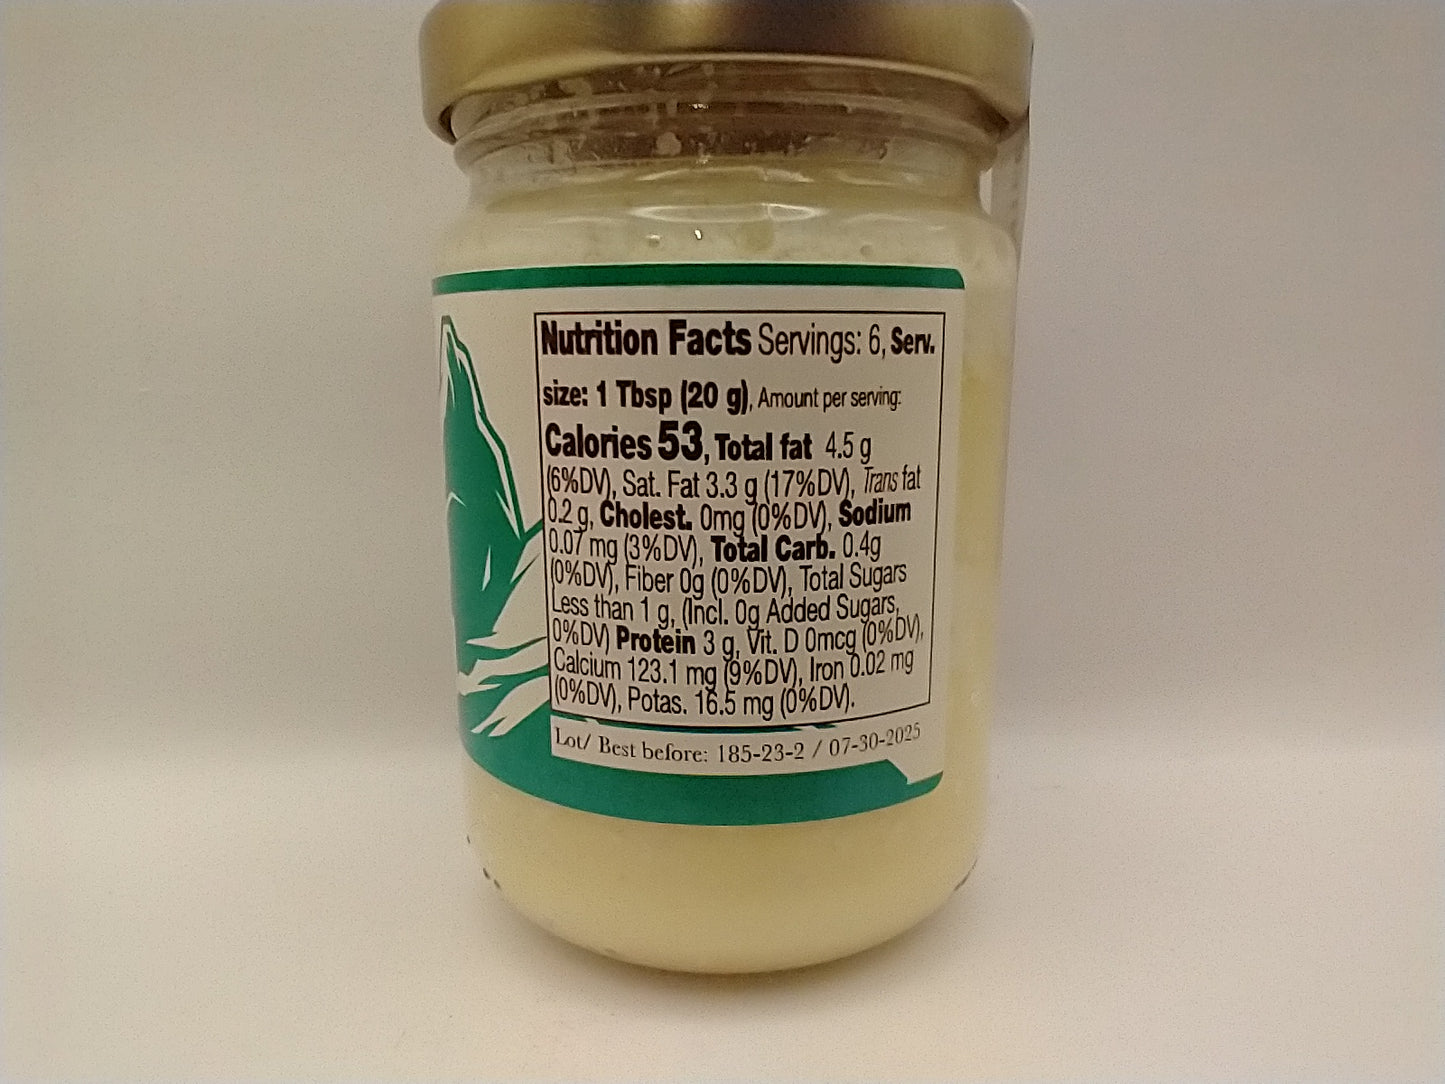 Nutrition Facts Servings: 6, Serv.
size: 1 Tbsp (20 g), Amount per serving:
Calories 53, Total fat 4.5 g
(6%DV), Sat. Fat 3.3 g (17%DV), Trans fat
0.2 g, Cholest. 0mg (0%DV), Sodium
0.07 mg (3%DV), Total Carb. 0.4g
(0%DV), Fiber 0g (0%DV), Total Sugars
Less than 1 g, (Incl. 0g Added Sugars,
0%DV) Protein 3 g, Vit. D 0mcg (0%DV),
Calcium 123.1 mg (9%DV), Iron 0.02 mg
(0%DV), Potas. 16.5 mg (0%DV).
Lot/ Best before: 185-23-2 / 07-30-2025